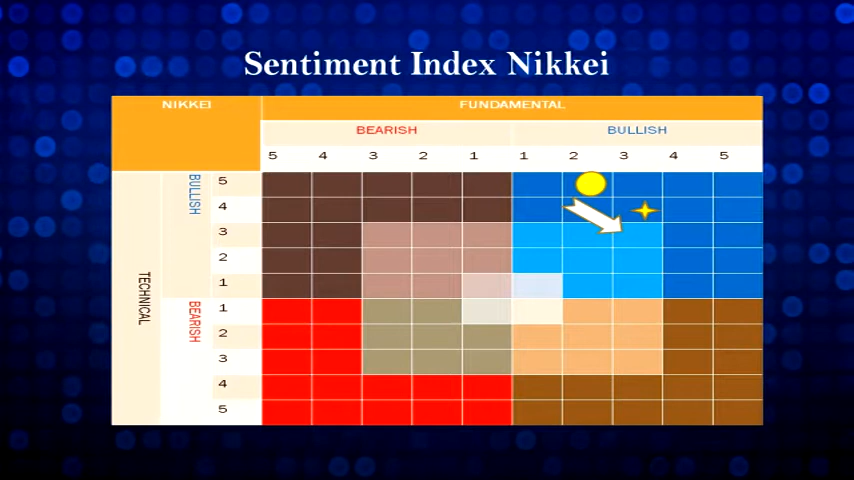 Sentiment Index Nikkei
NIKKEI FUNDAMENTAL
BEARISH BULLISH
5 4 3 2 1 1 2 3 4 5
TECHNICAL
BULLISH
5
4
3
2
1
BEARISH
1
2
3
4
5